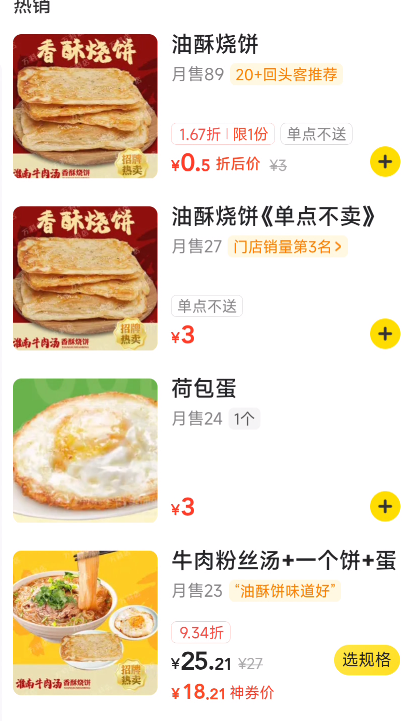 热销
香酥烧饼
招牌
热卖
淮南牛肉汤 香酥烧饼
油酥烧饼
月售89 20+回头客推荐
1.67折 限1份 单点不送
¥0.5 折后价 ¥3
香酥烧饼
招牌
热卖
淮南牛肉汤 香酥烧饼
油酥烧饼《单点不卖》
月售27 门店销量第3名>
单点不送
¥3
荷包蛋
月售24 1个
¥3
招牌
热卖
淮南牛肉汤 香酥烧饼
牛肉粉丝汤+一个饼+蛋
月售23 “油酥饼味道好”
9.34折
¥25.21 ¥27
选规格
¥18.21 神券价